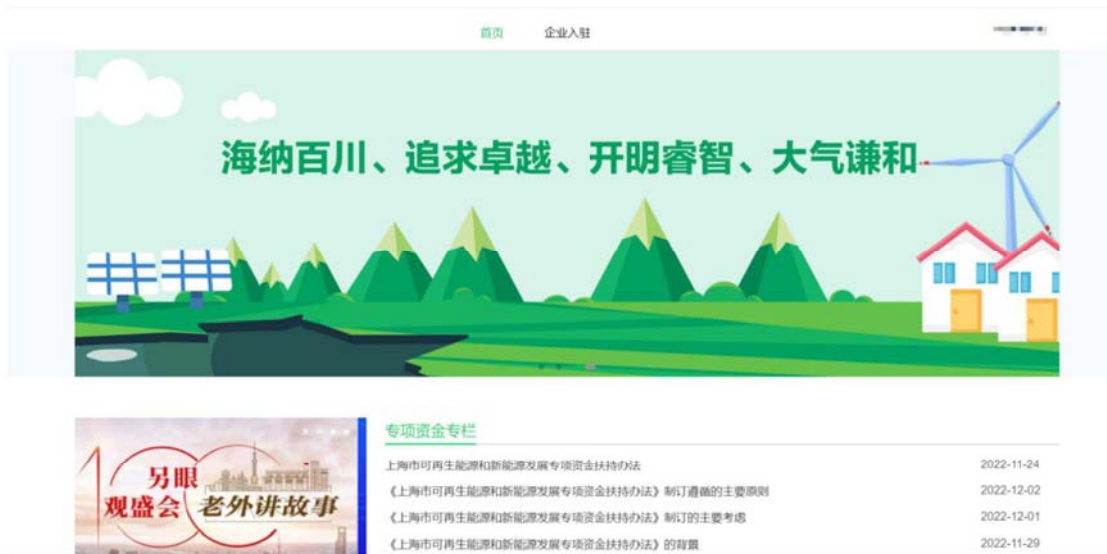 首页 企业入驻
海纳百川、追求卓越、开明睿智、大气谦和
专项资金专栏
上海市可再生能源和新能源发展专项资金扶持办法 2022-11-24
《上海市可再生能源和新能源发展专项资金扶持办法》制订遵循的主要原则 2022-12-02
《上海市可再生能源和新能源发展专项资金扶持办法》制订的主要考虑 2022-12-01
《上海市可再生能源和新能源发展专项资金扶持办法》的背景 2022-11-29
100
另眼
观盛会
老外讲故事